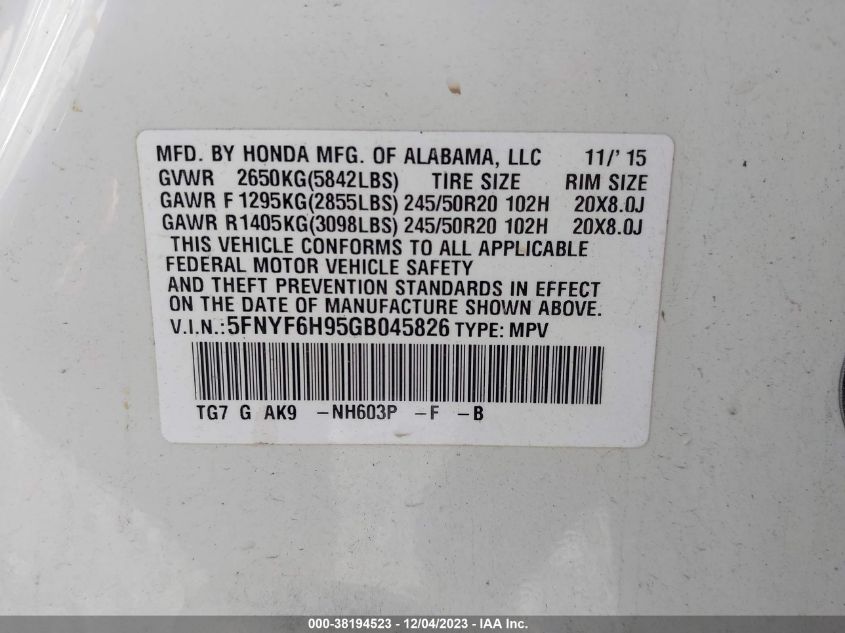 MFD. BY HONDA MFG. OF ALABAMA, LLC 11/' 15
GVWR 2650KG(5842LBS) TIRE SIZE RIM SIZE
GAWR F 1295KG(2855LBS) 245/50R20 102H 20X8.0J
GAWR R1405KG(3098LBS) 245/50R20 102H 20X8.0J
THIS VEHICLE CONFORMS TO ALL APPLICABLE
FEDERAL MOTOR VEHICLE SAFETY
AND THEFT PREVENTION STANDARDS IN EFFECT
ON THE DATE OF MANUFACTURE SHOWN ABOVE.
V.I.N.:5FNYF6H95GB045826 TYPE: MPV
TG7 G AK9 -NH603P -F -B
000-38194523 - 12/04/2023 - IAA Inc.